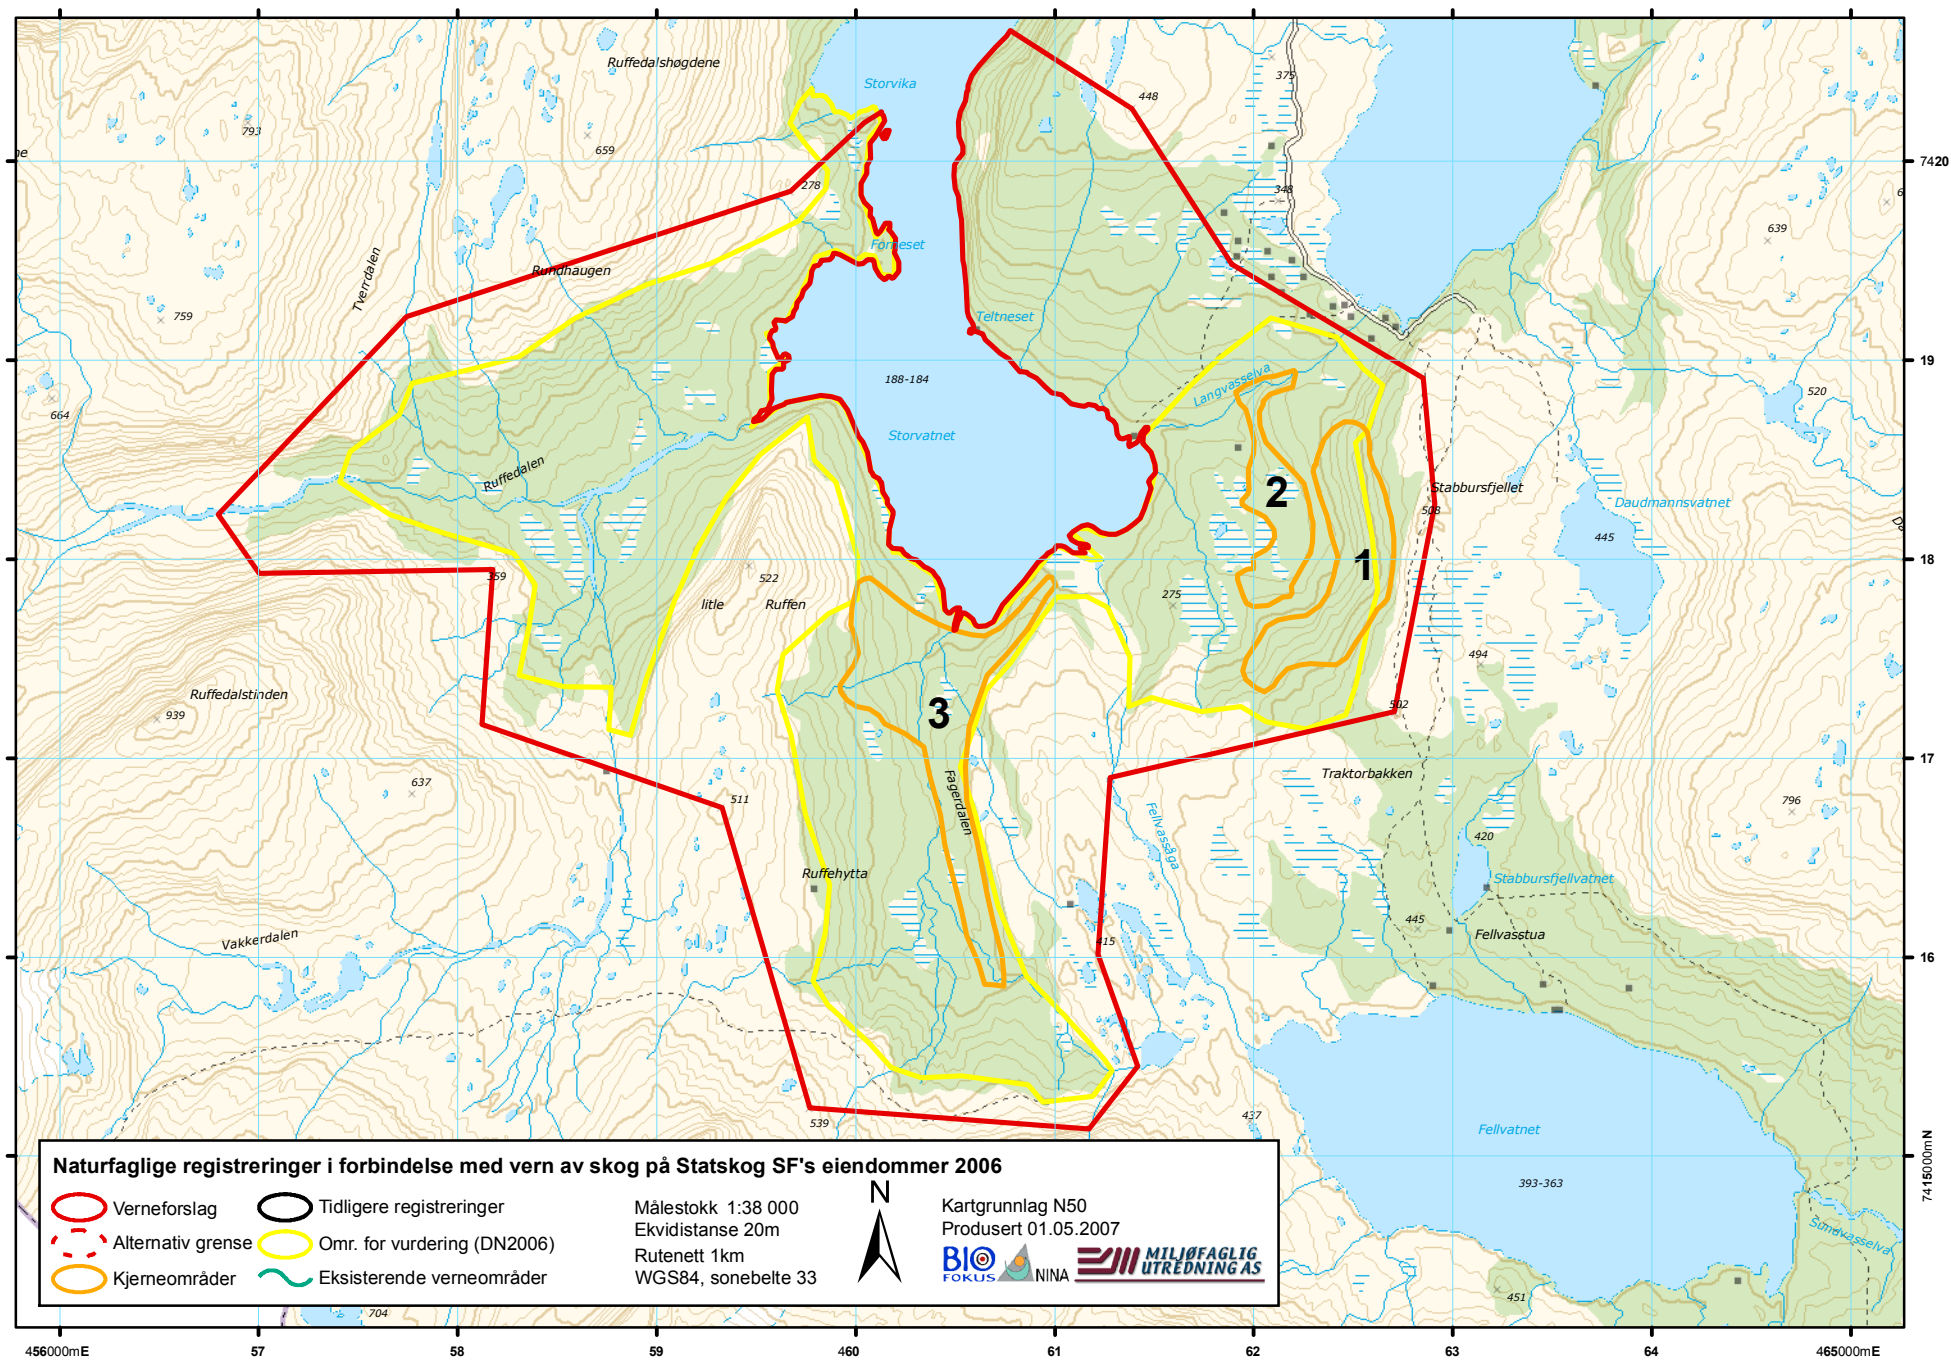 Ruffedalshøgdene
Storvika
375
448
793
659
ne
7420
278
348
6
639
Forneset
Tverrdalen
Rundhaugen
759
Teltneset
19
188-184
Langvasselva
520
664
Storvatnet
Ruffedalen
2
Stabbursfjellet
508
Daudmannsvatnet
445
18
359
522
1
litle Ruffen
275
494
Ruffedalstinden
939
3
502
17
637
511
Fagerdalen
Traktorbakken
796
Fellvassåga
420
Ruffehytta
Stabbursfjellvatnet
445
Vakkerdalen
Fellvasstua
415
16
539
437
Fellvatnet
7415000mN
393-363
Sundvasselva
451
704
Naturfaglige registreringer i forbindelse med vern av skog på Statskog SF's eiendommer 2006
Verneforslag
Alternativ grense
Kjerneområder
Tidligere registreringer
Omr. for vurdering (DN2006)
Eksisterende verneområder
Målestokk 1:38 000
Ekvidistanse 20m
Rutenett 1km
WGS84, sonebelte 33
N
Kartgrunnlag N50
Produsert 01.05.2007
BIO
FOKUS
NINA
MILJØFAGLIG
UTREDNING AS
456000mE 57 58 59 460 61 62 63 64 465000mE